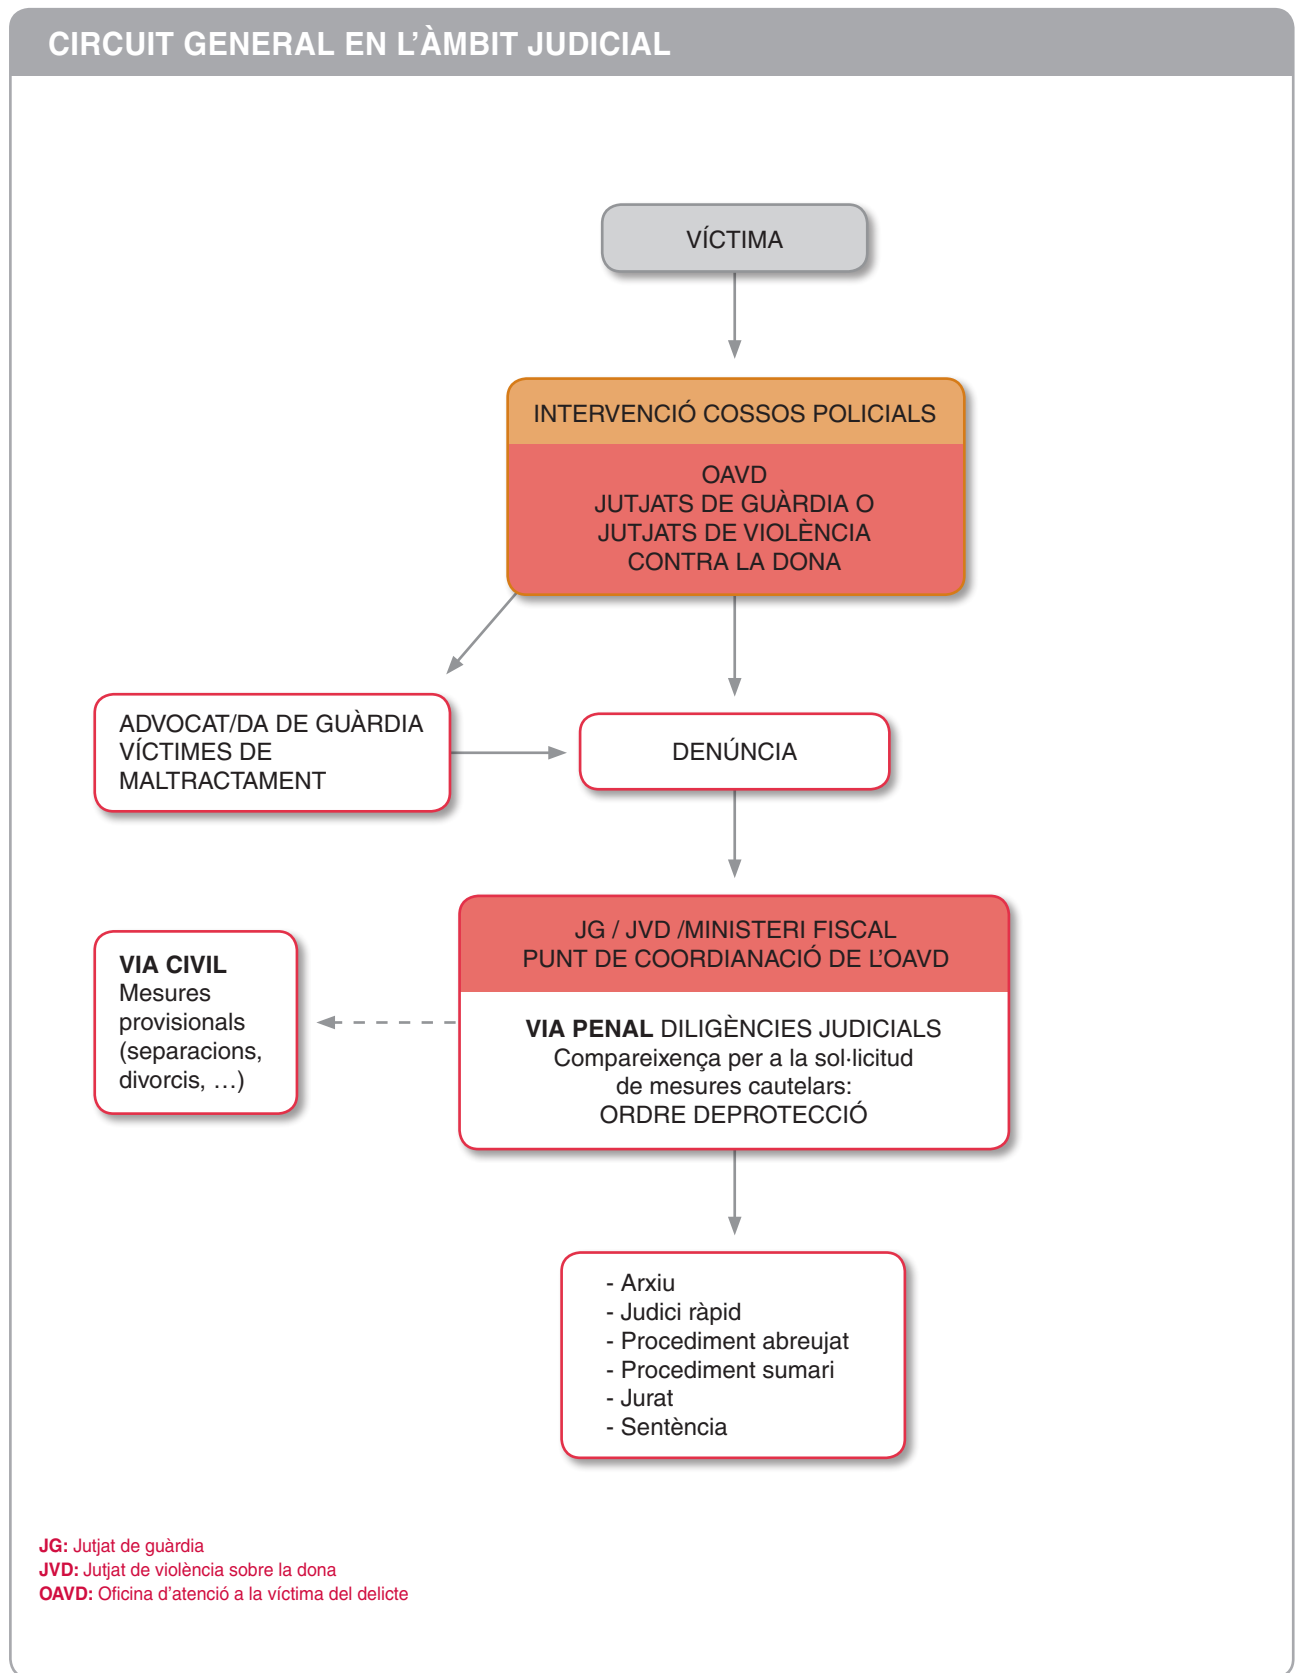 CIRCUIT GENERAL EN L’ÀMBIT JUDICIAL
VÍCTIMA
INTERVENCIÓ COSSOS POLICIALS
OAVD
JUTJATS DE GUÀRDIA O
JUTJATS DE VIOLÈNCIA
CONTRA LA DONA
ADVOCAT/DA DE GUÀRDIA
VÍCTIMES DE
MALTRACTAMENT
DENÚNCIA
JG / JVD /MINISTERI FISCAL
PUNT DE COORDIANACIÓ DE L’OAVD
VIA CIVIL
Mesures
provisionals
(separacions,
divorcis, …)
VIA PENAL DILIGÈNCIES JUDICIALS
Compareixença per a la sol·licitud
de mesures cautelars:
ORDRE DEPROTECCIÓ
- Arxiu
- Judici ràpid
- Procediment abreujat
- Procediment sumari
- Jurat
- Sentència
JG: Jutjat de guàrdia
JVD: Jutjat de violència sobre la dona
OAVD: Oficina d’atenció a la víctima del delicte